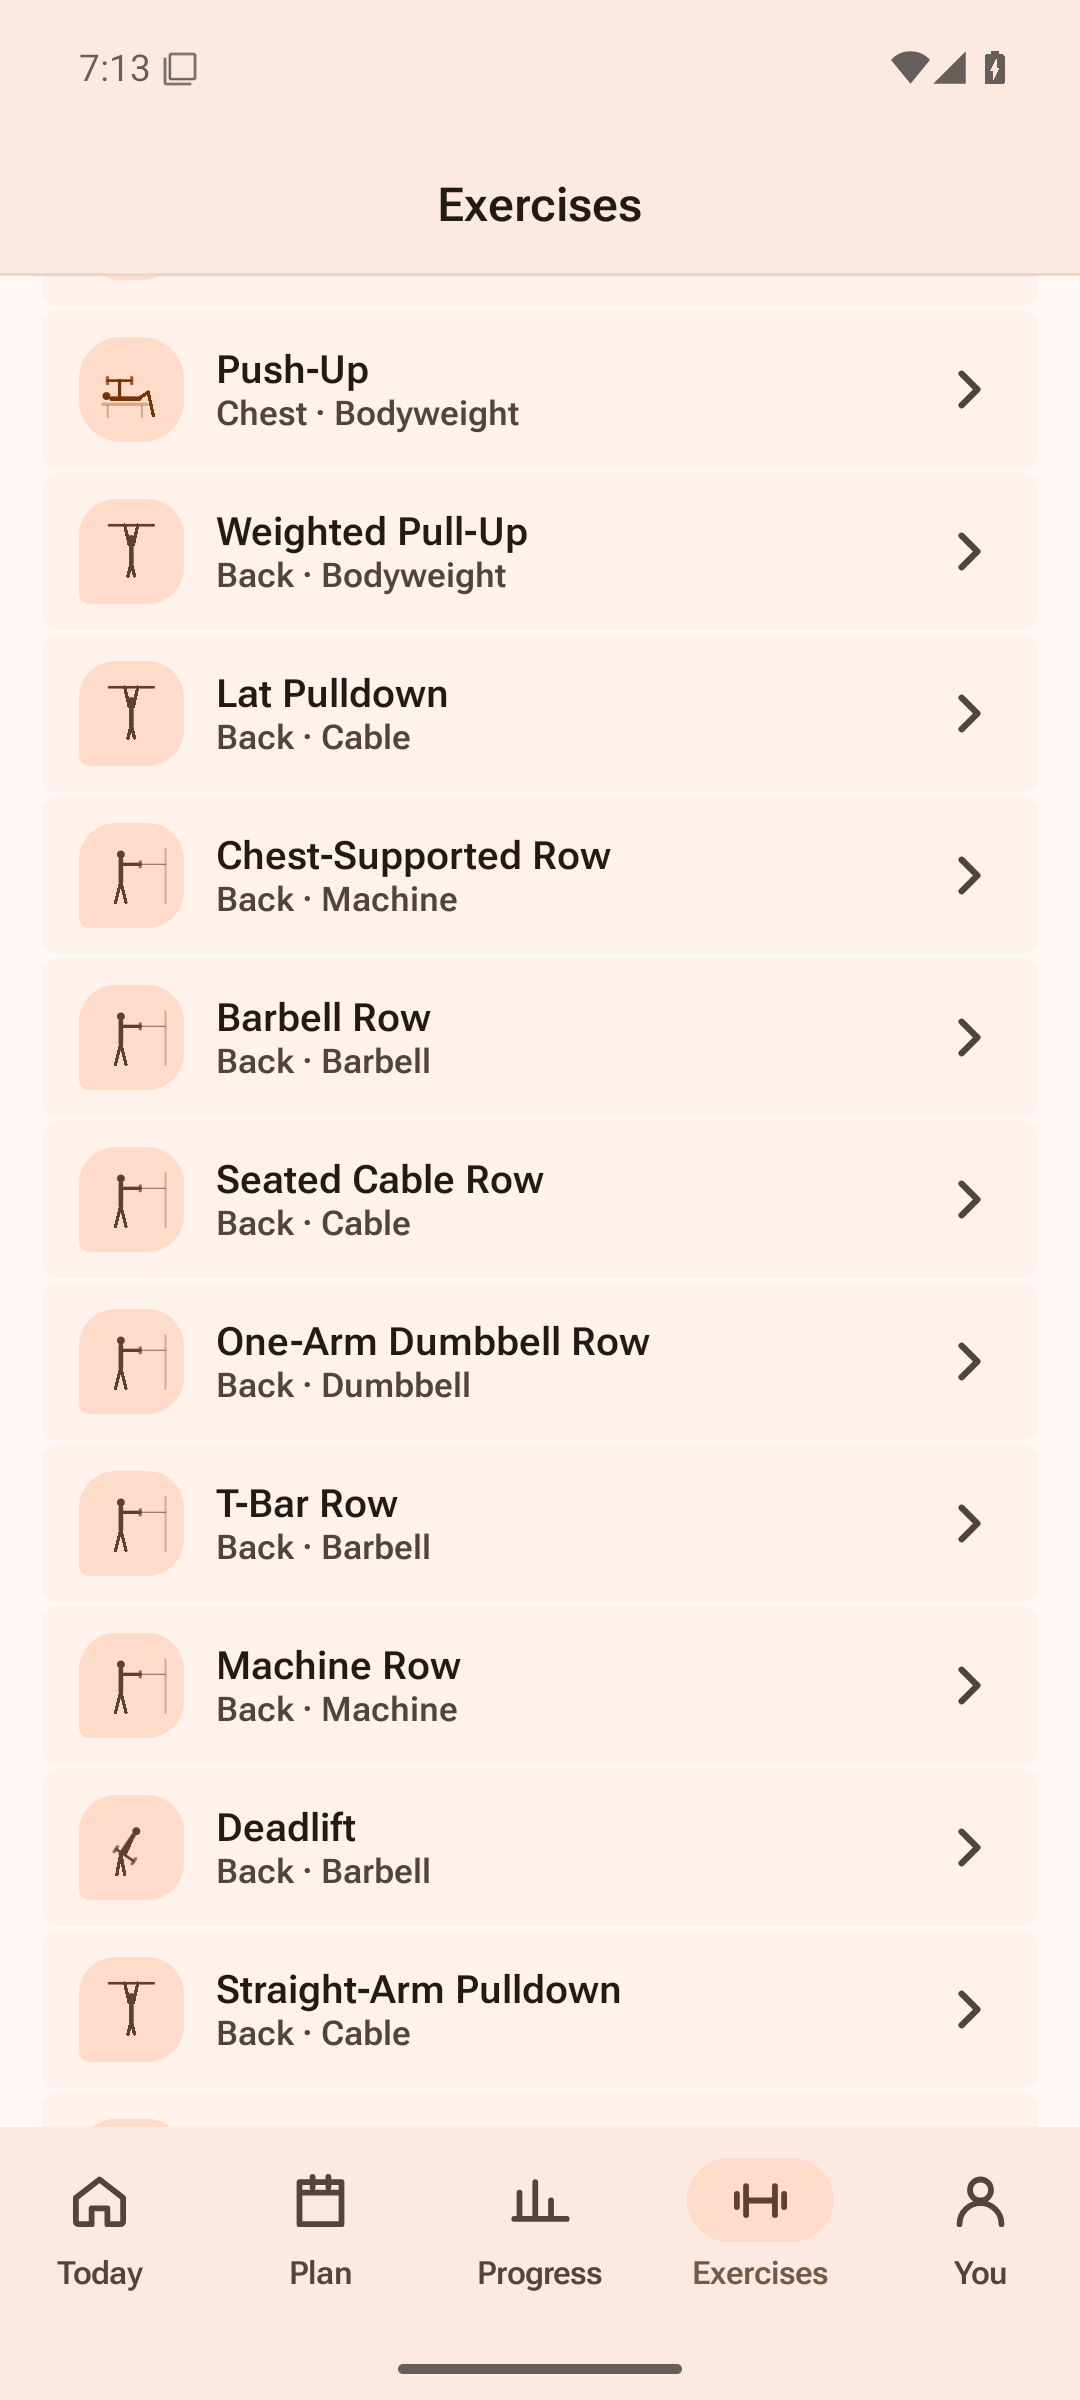 7:13
Exercises
Push-Up
Chest · Bodyweight
Weighted Pull-Up
Back · Bodyweight
Lat Pulldown
Back · Cable
Chest-Supported Row
Back · Machine
Barbell Row
Back · Barbell
Seated Cable Row
Back · Cable
One-Arm Dumbbell Row
Back · Dumbbell
T-Bar Row
Back · Barbell
Machine Row
Back · Machine
Deadlift
Back · Barbell
Straight-Arm Pulldown
Back · Cable
Today
Plan
Progress
Exercises
You